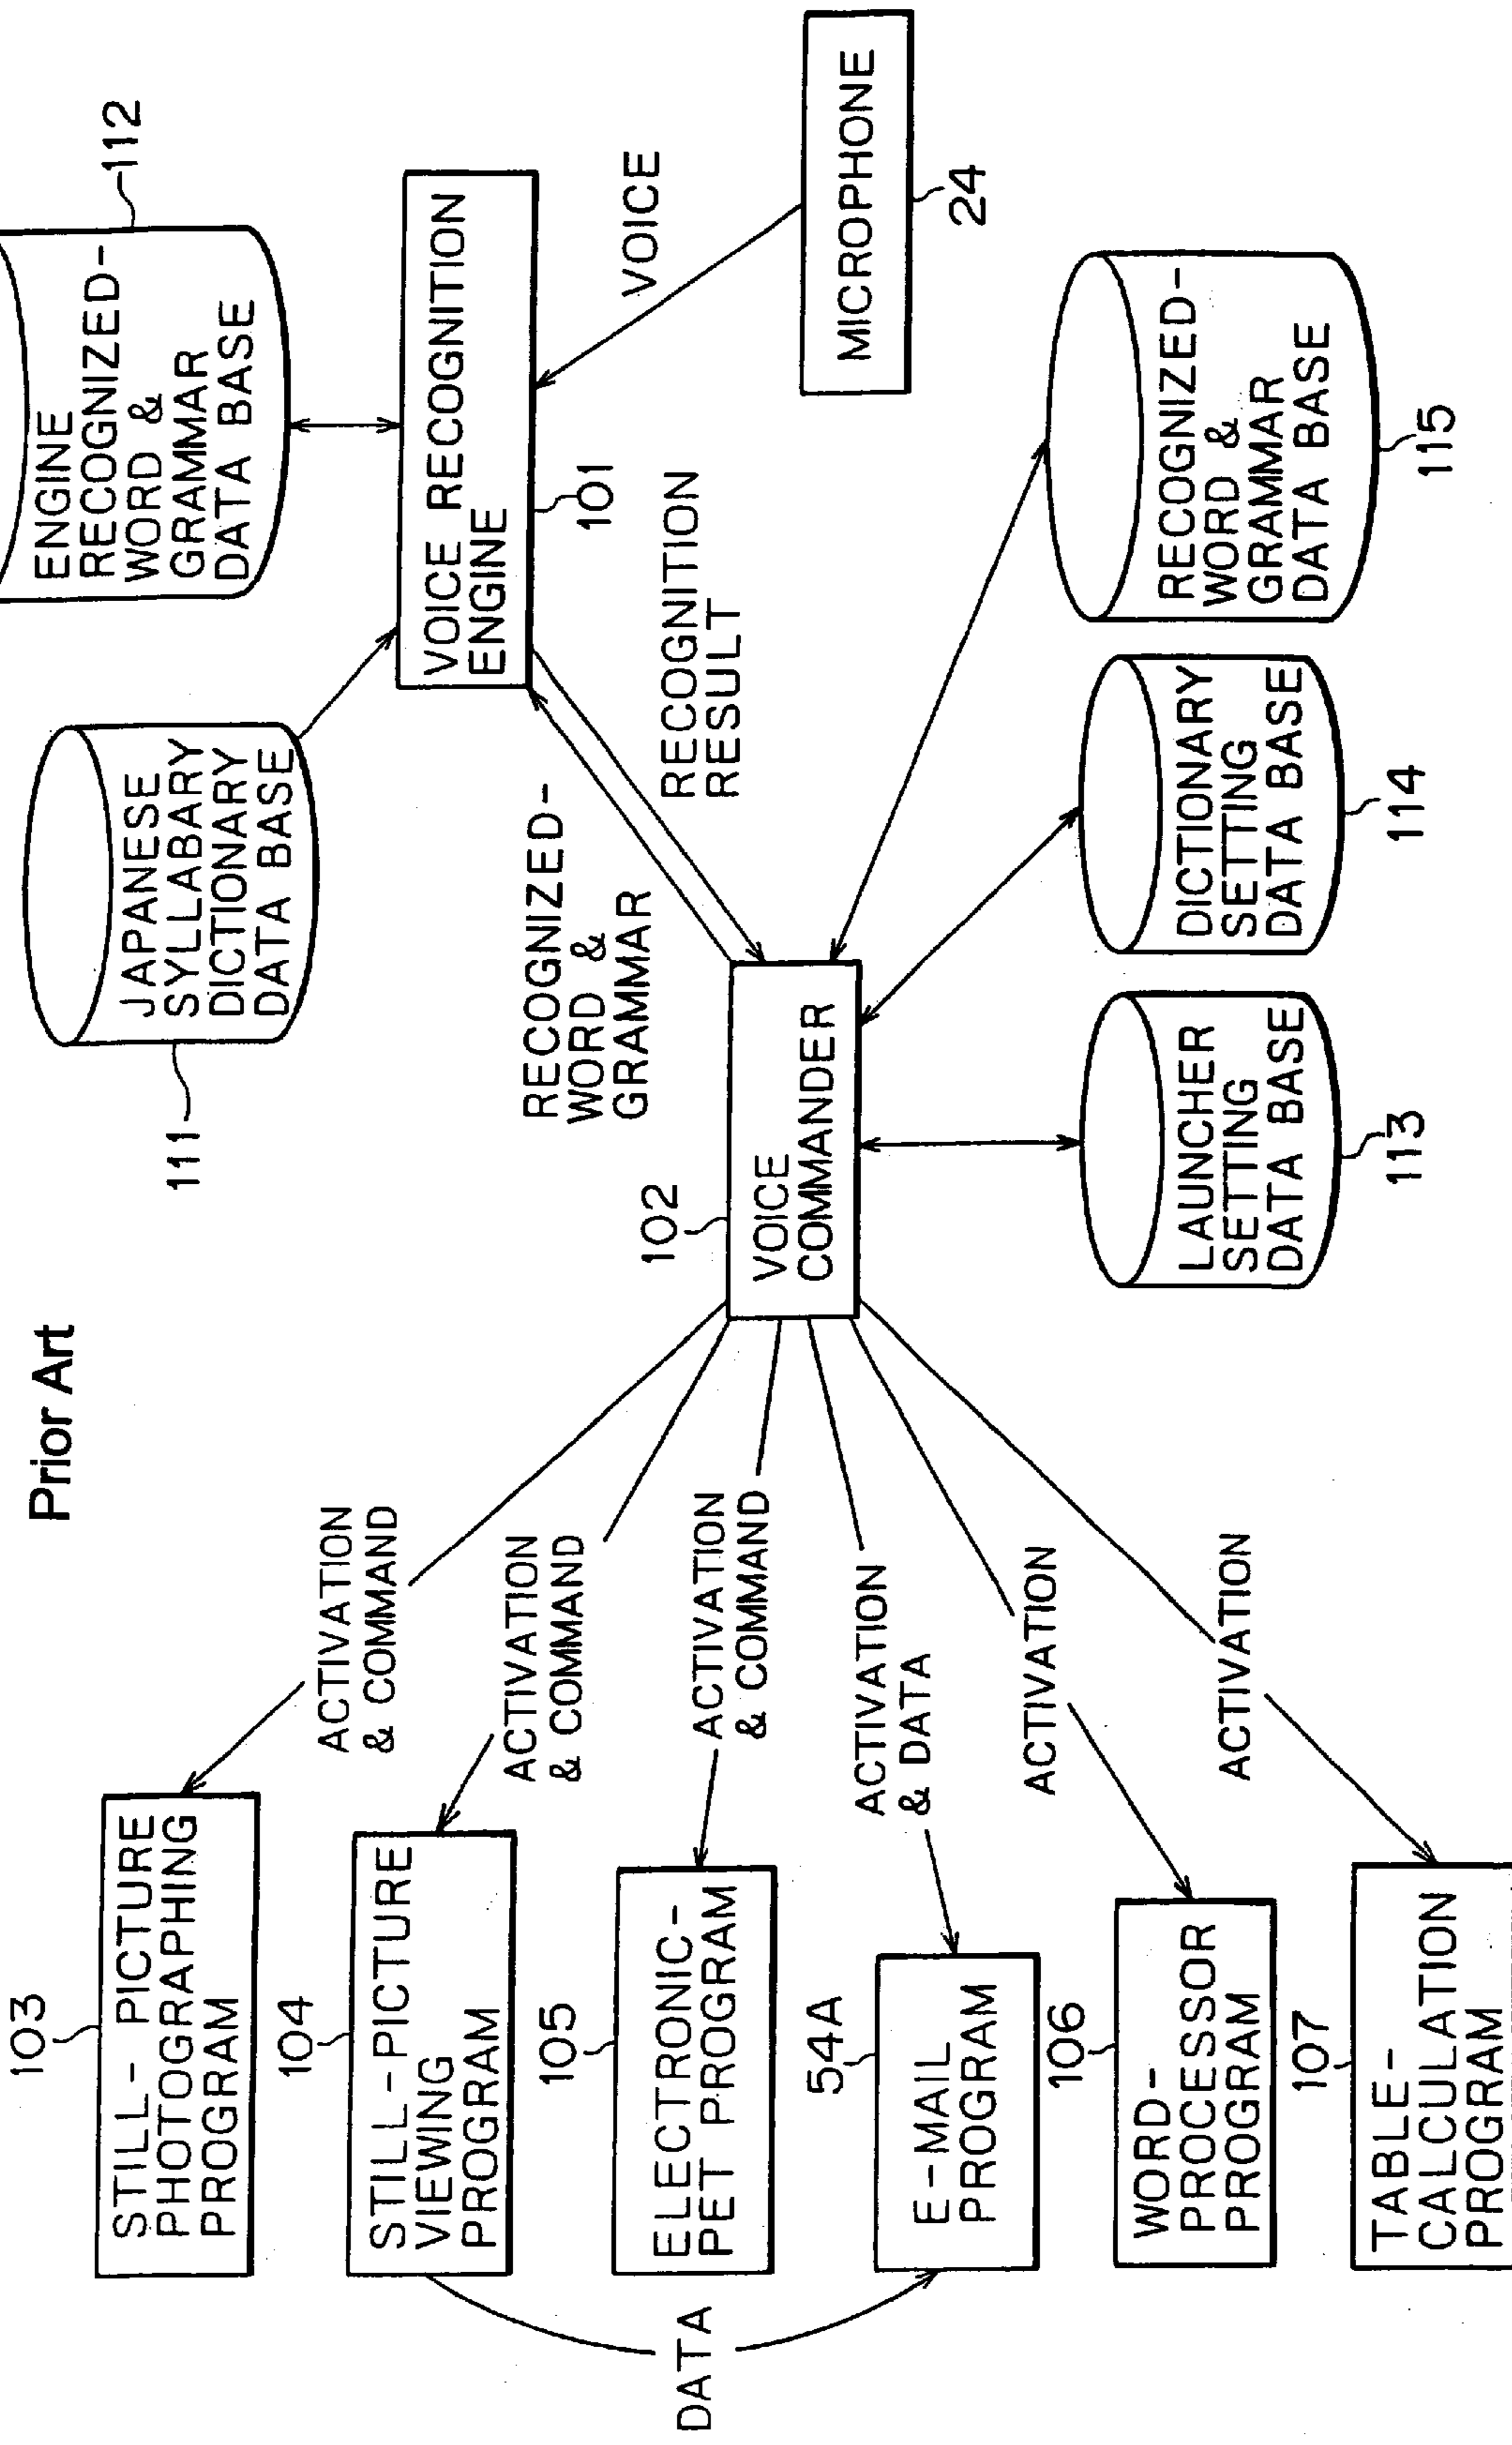 Prior Art
103
STILL-PICTURE
PHOTOGRAPHING
PROGRAM
104
STILL-PICTURE
VIEWING
PROGRAM
105
ELECTRONIC-
PET PROGRAM
54A
E-MAIL
PROGRAM
106
WORD-
PROCESSOR
PROGRAM
107
TABLE-
CALCULATION
PROGRAM
DATA
ACTIVATION
& COMMAND
ACTIVATION
& COMMAND
ACTIVATION
& COMMAND
ACTIVATION
& DATA
ACTIVATION
ACTIVATION
102
VOICE
COMMANDER
111
JAPANESE
SYLLABARY
DICTIONARY
DATA BASE
RECOGNIZED-
WORD &
GRAMMAR
RECOGNITION
RESULT
LAUNCHER
SETTING
DATA BASE
113
DICTIONARY
SETTING
DATA BASE
114
RECOGNIZED-
WORD &
GRAMMAR
DATA BASE
115
ENGINE
RECOGNIZED-
WORD &
GRAMMAR
DATA BASE
112
VOICE RECOGNITION
ENGINE
101
VOICE
MICROPHONE
24